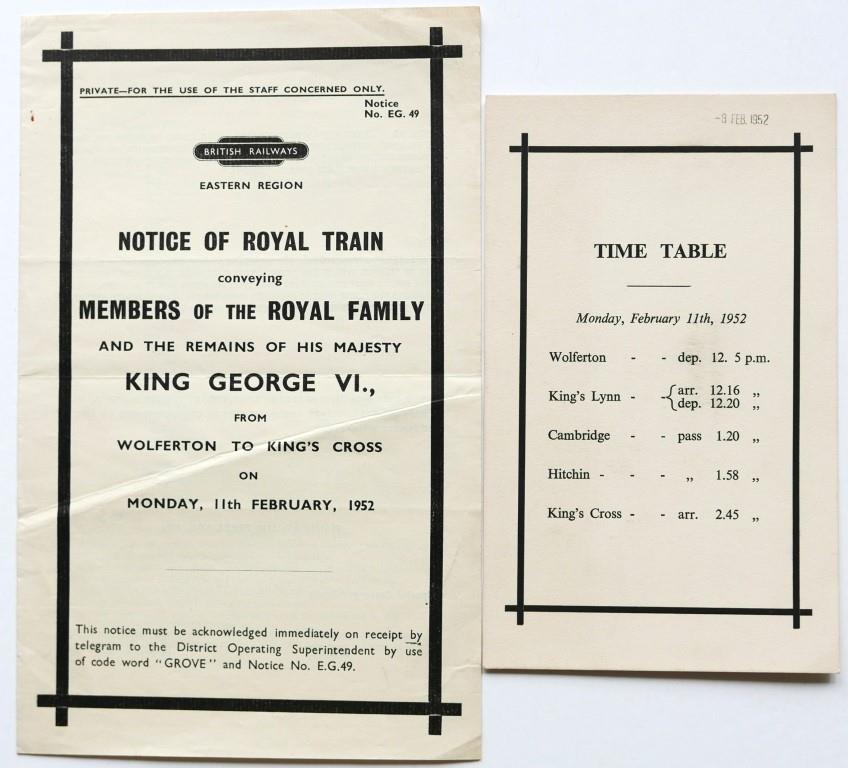 PRIVATE—FOR THE USE OF THE STAFF CONCERNED ONLY.
Notice
No. EG. 49
BRITISH RAILWAYS
EASTERN REGION
NOTICE OF ROYAL TRAIN
conveying
MEMBERS OF THE ROYAL FAMILY
AND THE REMAINS OF HIS MAJESTY
KING GEORGE VI.,
FROM
WOLFERTON TO KING'S CROSS
ON
MONDAY, 11th FEBRUARY, 1952
This notice must be acknowledged immediately on receipt by
telegram to the District Operating Superintendent by use
of code word "GROVE" and Notice No. E.G.49.
-8 FEB. 1952
TIME TABLE
Monday, February 11th, 1952
Wolferton - - dep. 12. 5 p.m.
King's Lynn - - { arr. 12.16 „
dep. 12.20 „
Cambridge - - pass 1.20 „
Hitchin - - - „ 1.58 „
King's Cross - - arr. 2.45 „